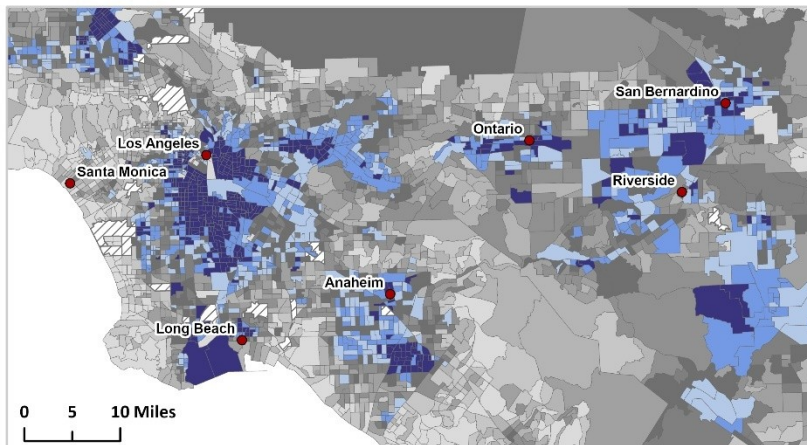 San Bernardino
Ontario
Los Angeles
Santa Monica
Riverside
Anaheim
Long Beach
0 5 10 Miles